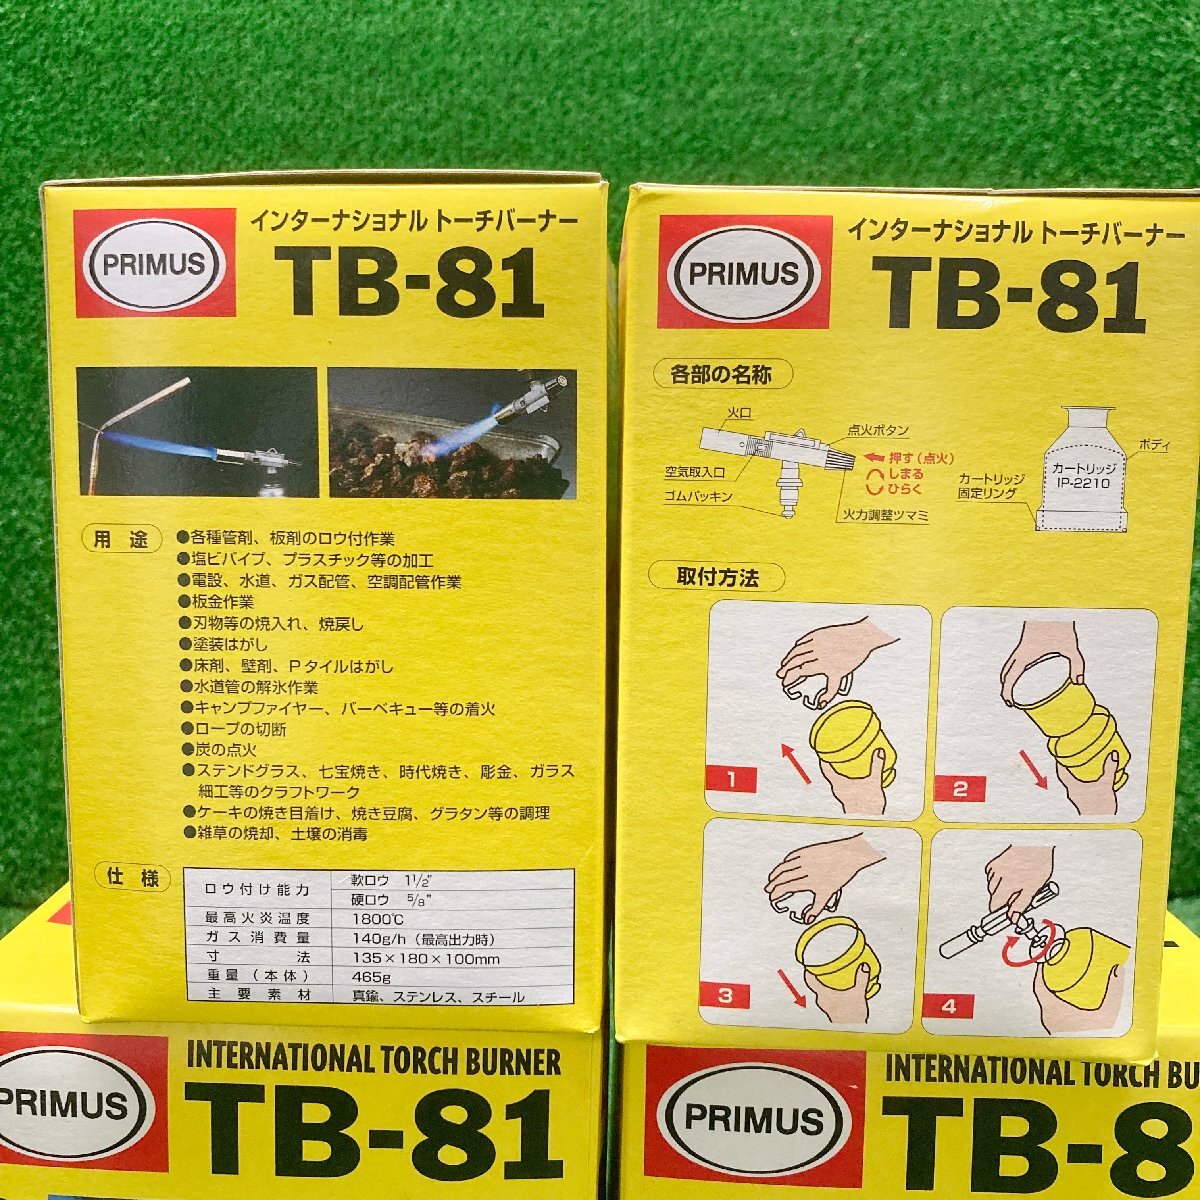 PRIMUS
インターナショナル トーチバーナー
TB-81
用途
●各種管剤、板剤のロウ付作業
●塩ビパイプ、プラスチック等の加工
●電設、水道、ガス配管、空調配管作業
●板金作業
●刃物等の焼入れ、焼戻し
●塗装はがし
●床剤、壁剤、Pタイルはがし
●水道管の解氷作業
●キャンプファイヤー、バーベキュー等の着火
●ロープの切断
●炭の点火
●ステンドグラス、七宝焼き、時代焼き、彫金、ガラス
細工等のクラフトワーク
●ケーキの焼き目着け、焼き豆腐、グラタン等の調理
●雑草の焼却、土壌の消毒
仕様
ロウ付け能力 軟ロウ 1 1/2"
硬ロウ 5/8"
最高火炎温度 1800℃
ガス消費量 140g/h（最高出力時）
寸法 135×180×100mm
重量（本体） 465g
主要素材 真鍮、ステンレス、スチール
PRIMUS
インターナショナル トーチバーナー
TB-81
各部の名称
火口
点火ボタン
空気取入口
ゴムパッキン
押す（点火）
しまる
ひらく
火力調整ツマミ
カートリッジ
固定リング
カートリッジ
IP-2210
ボディ
取付方法
1
2
3
4
PRIMUS
INTERNATIONAL TORCH BURNER
TB-81
PRIMUS
INTERNATIONAL TORCH BU
TB-8